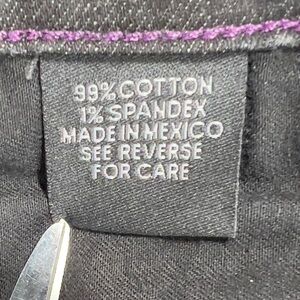 99% COTTON
1% SPANDEX
MADE IN MEXICO
SEE REVERSE
FOR CARE